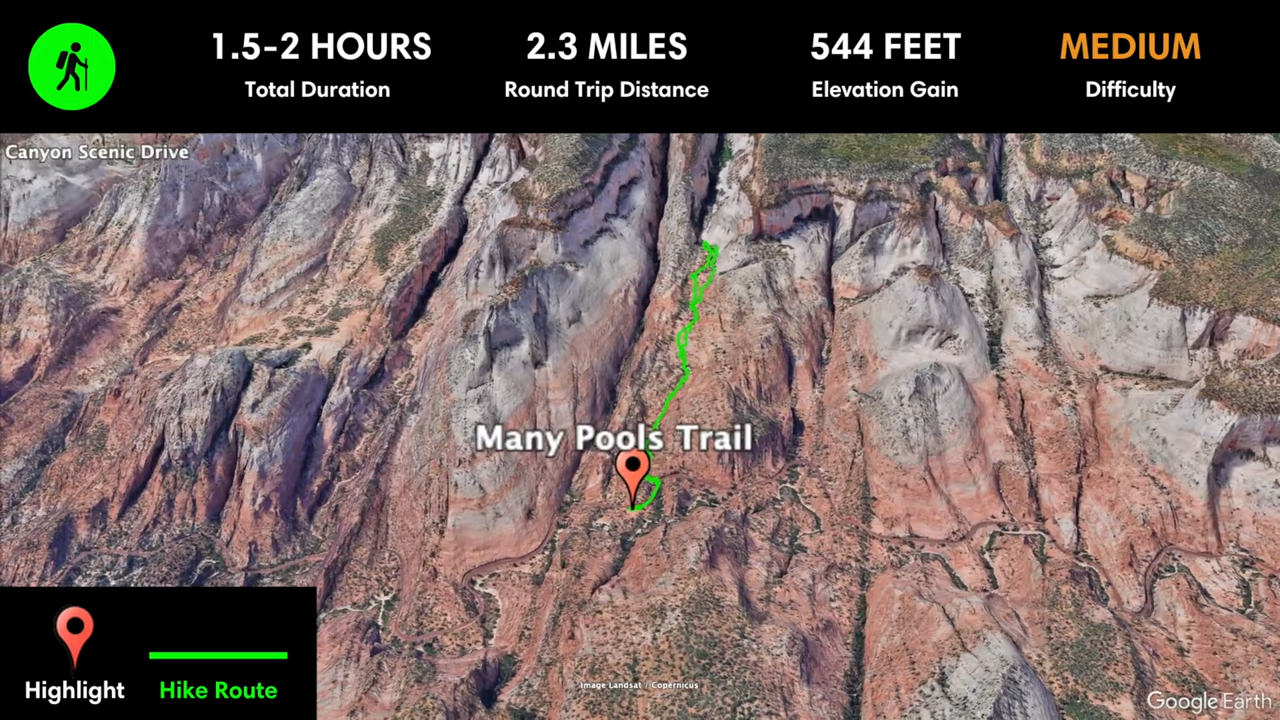 1.5-2 HOURS
Total Duration
2.3 MILES
Round Trip Distance
544 FEET
Elevation Gain
MEDIUM
Difficulty
Canyon Scenic Drive
Many Pools Trail
Highlight
Hike Route
Image Landsat / Copernicus
Google Earth